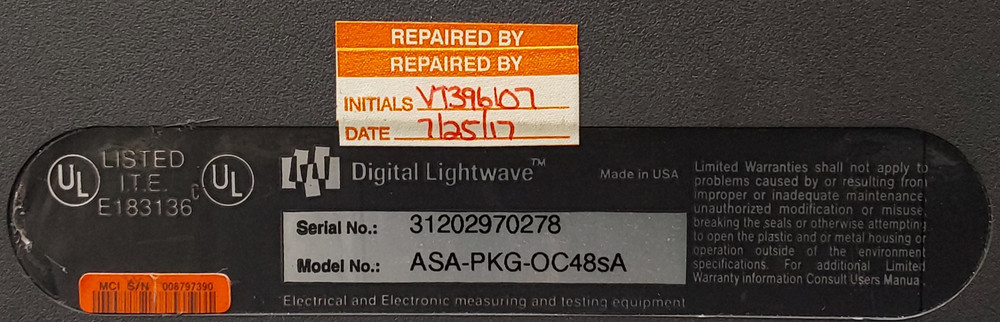 REPAIRED BY
REPAIRED BY
INITIALS VT396107
DATE 7/25/17
UL LISTED I.T.E. E183136 c UL
Digital Lightwave™
Made in USA
Serial No.: 31202970278
Model No.: ASA-PKG-OC48sA
Electrical and Electronic measuring and testing equipment
Limited Warranties shall not apply to
problems caused by or resulting from
improper or inadequate maintenance,
unauthorized modification or misuse,
breaking the seals or otherwise attempting
to open the plastic and or metal housing or
operation outside of the environment
specifications. For additional Limited
Warranty information Consult Users Manual.
MCI S/N 008797390